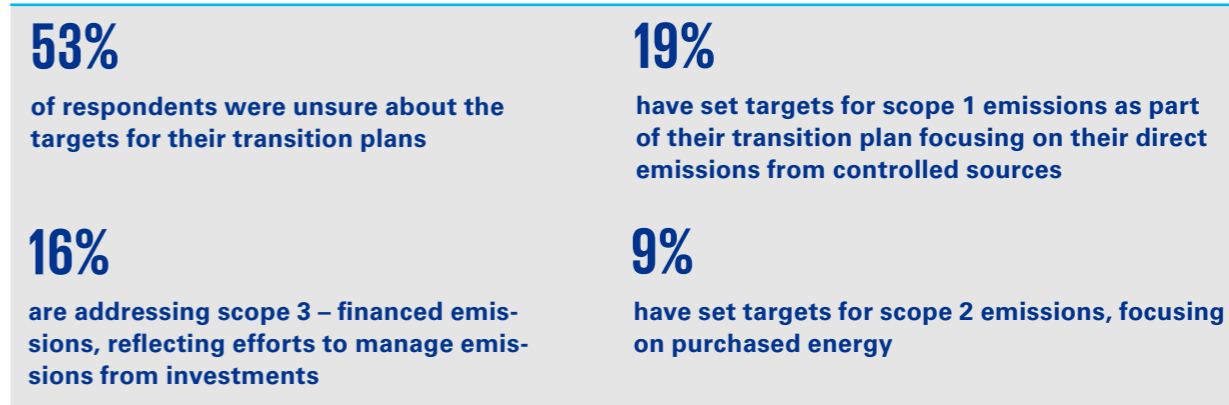 53%
of respondents were unsure about the
targets for their transition plans
19%
have set targets for scope 1 emissions as part
of their transition plan focusing on their direct
emissions from controlled sources
16%
are addressing scope 3 – financed emis-
sions, reflecting efforts to manage emis-
sions from investments
9%
have set targets for scope 2 emissions, focusing
on purchased energy